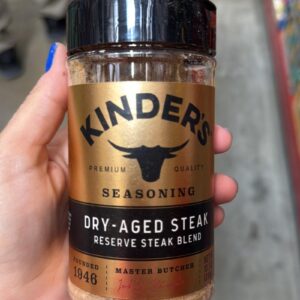 KINDER'S
PREMIUM QUALITY
SEASONING
DRY-AGED STEAK
RESERVE STEAK BLEND
FOUNDED
1946
MASTER BUTCHER